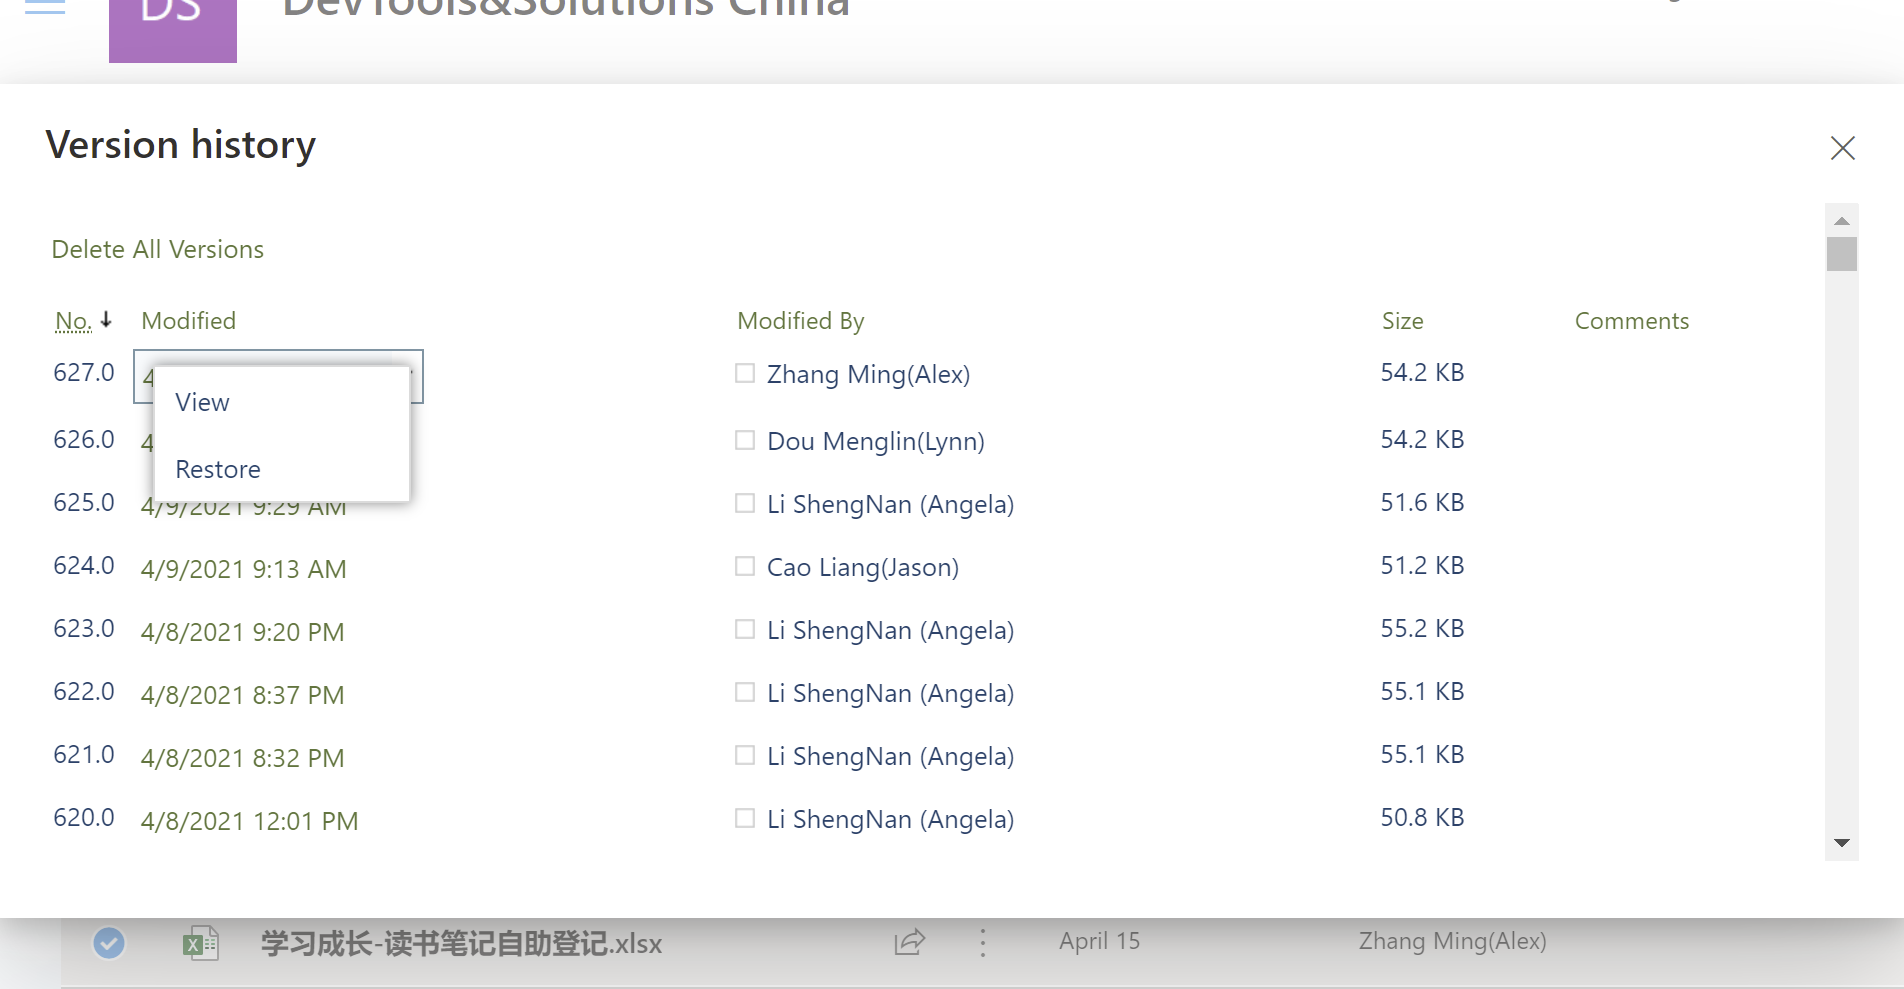 DS DevTools&Solutions China
Version history
Delete All Versions
No. Modified Modified By Size Comments
627.0 4 Zhang Ming(Alex) 54.2 KB
View
626.0 4 Dou Menglin(Lynn) 54.2 KB
Restore
625.0 4/9/2021 9:29 AM Li ShengNan (Angela) 51.6 KB
624.0 4/9/2021 9:13 AM Cao Liang(Jason) 51.2 KB
623.0 4/8/2021 9:20 PM Li ShengNan (Angela) 55.2 KB
622.0 4/8/2021 8:37 PM Li ShengNan (Angela) 55.1 KB
621.0 4/8/2021 8:32 PM Li ShengNan (Angela) 55.1 KB
620.0 4/8/2021 12:01 PM Li ShengNan (Angela) 50.8 KB
学习成长-读书笔记自助登记.xlsx April 15 Zhang Ming(Alex)